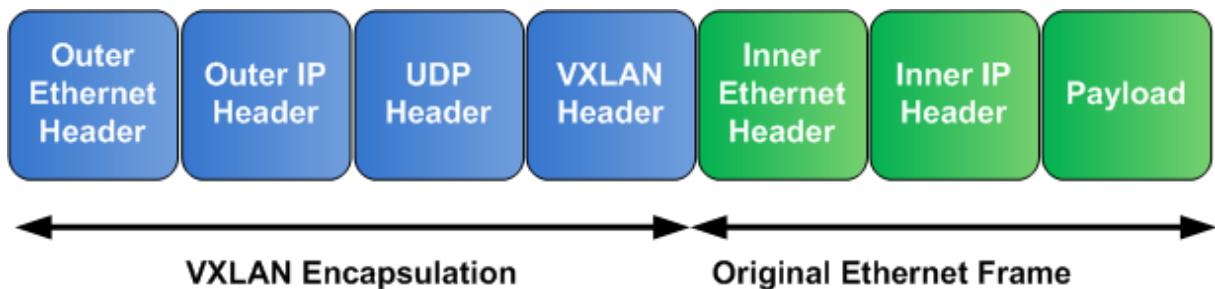 Outer
Ethernet
Header
Outer IP
Header
UDP
Header
VXLAN
Header
Inner
Ethernet
Header
Inner IP
Header
Payload
VXLAN Encapsulation
Original Ethernet Frame